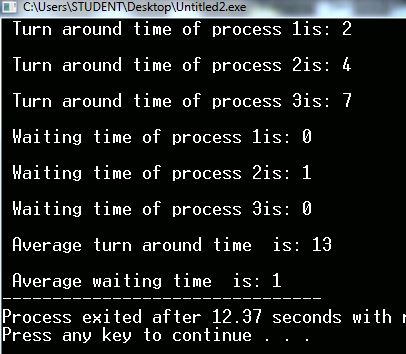 C:\Users\STUDENT\Desktop\Untitled2.exe
Turn around time of process 1is: 2
Turn around time of process 2is: 4
Turn around time of process 3is: 7
Waiting time of process 1is: 0
Waiting time of process 2is: 1
Waiting time of process 3is: 0
Average turn around time  is: 13
Average waiting time  is: 1
--------------------------------
Process exited after 12.37 seconds with
Press any key to continue . . .